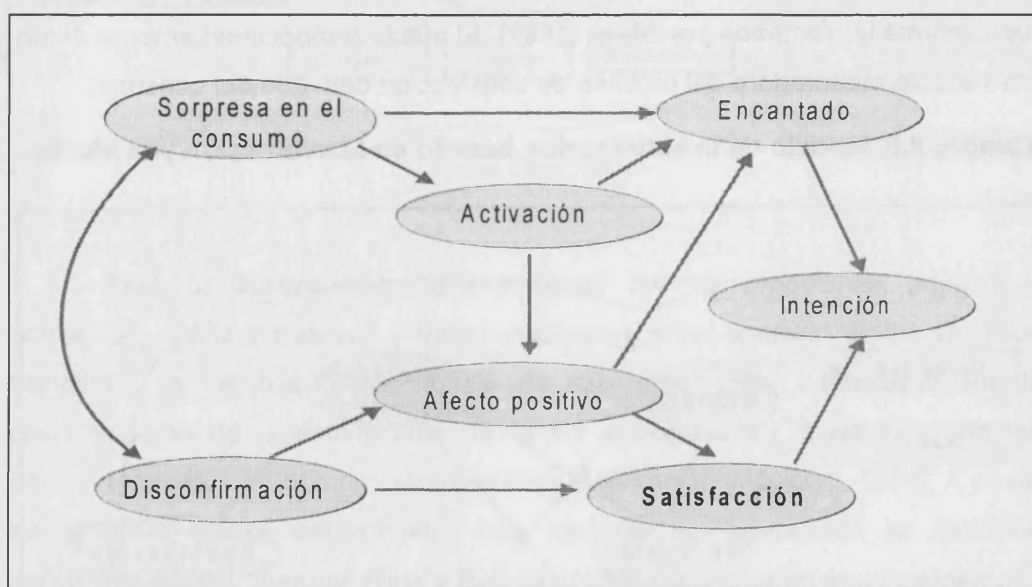 Sorpresa en el
consumo
Encantado
Activación
Intención
Afecto positivo
Disconfirmación
Satisfacción